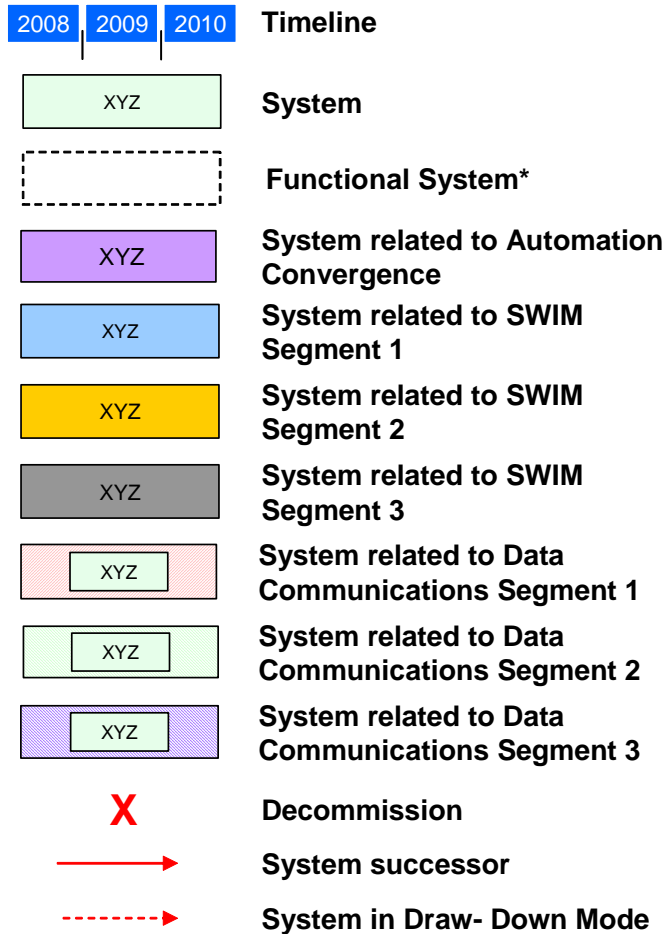 2008 2009 2010 Timeline
XYZ System
Functional System*
XYZ System related to Automation
Convergence
XYZ System related to SWIM
Segment 1
XYZ System related to SWIM
Segment 2
XYZ System related to SWIM
Segment 3
XYZ System related to Data
Communications Segment 1
XYZ System related to Data
Communications Segment 2
XYZ System related to Data
Communications Segment 3
X Decommission
System successor
System in Draw- Down Mode